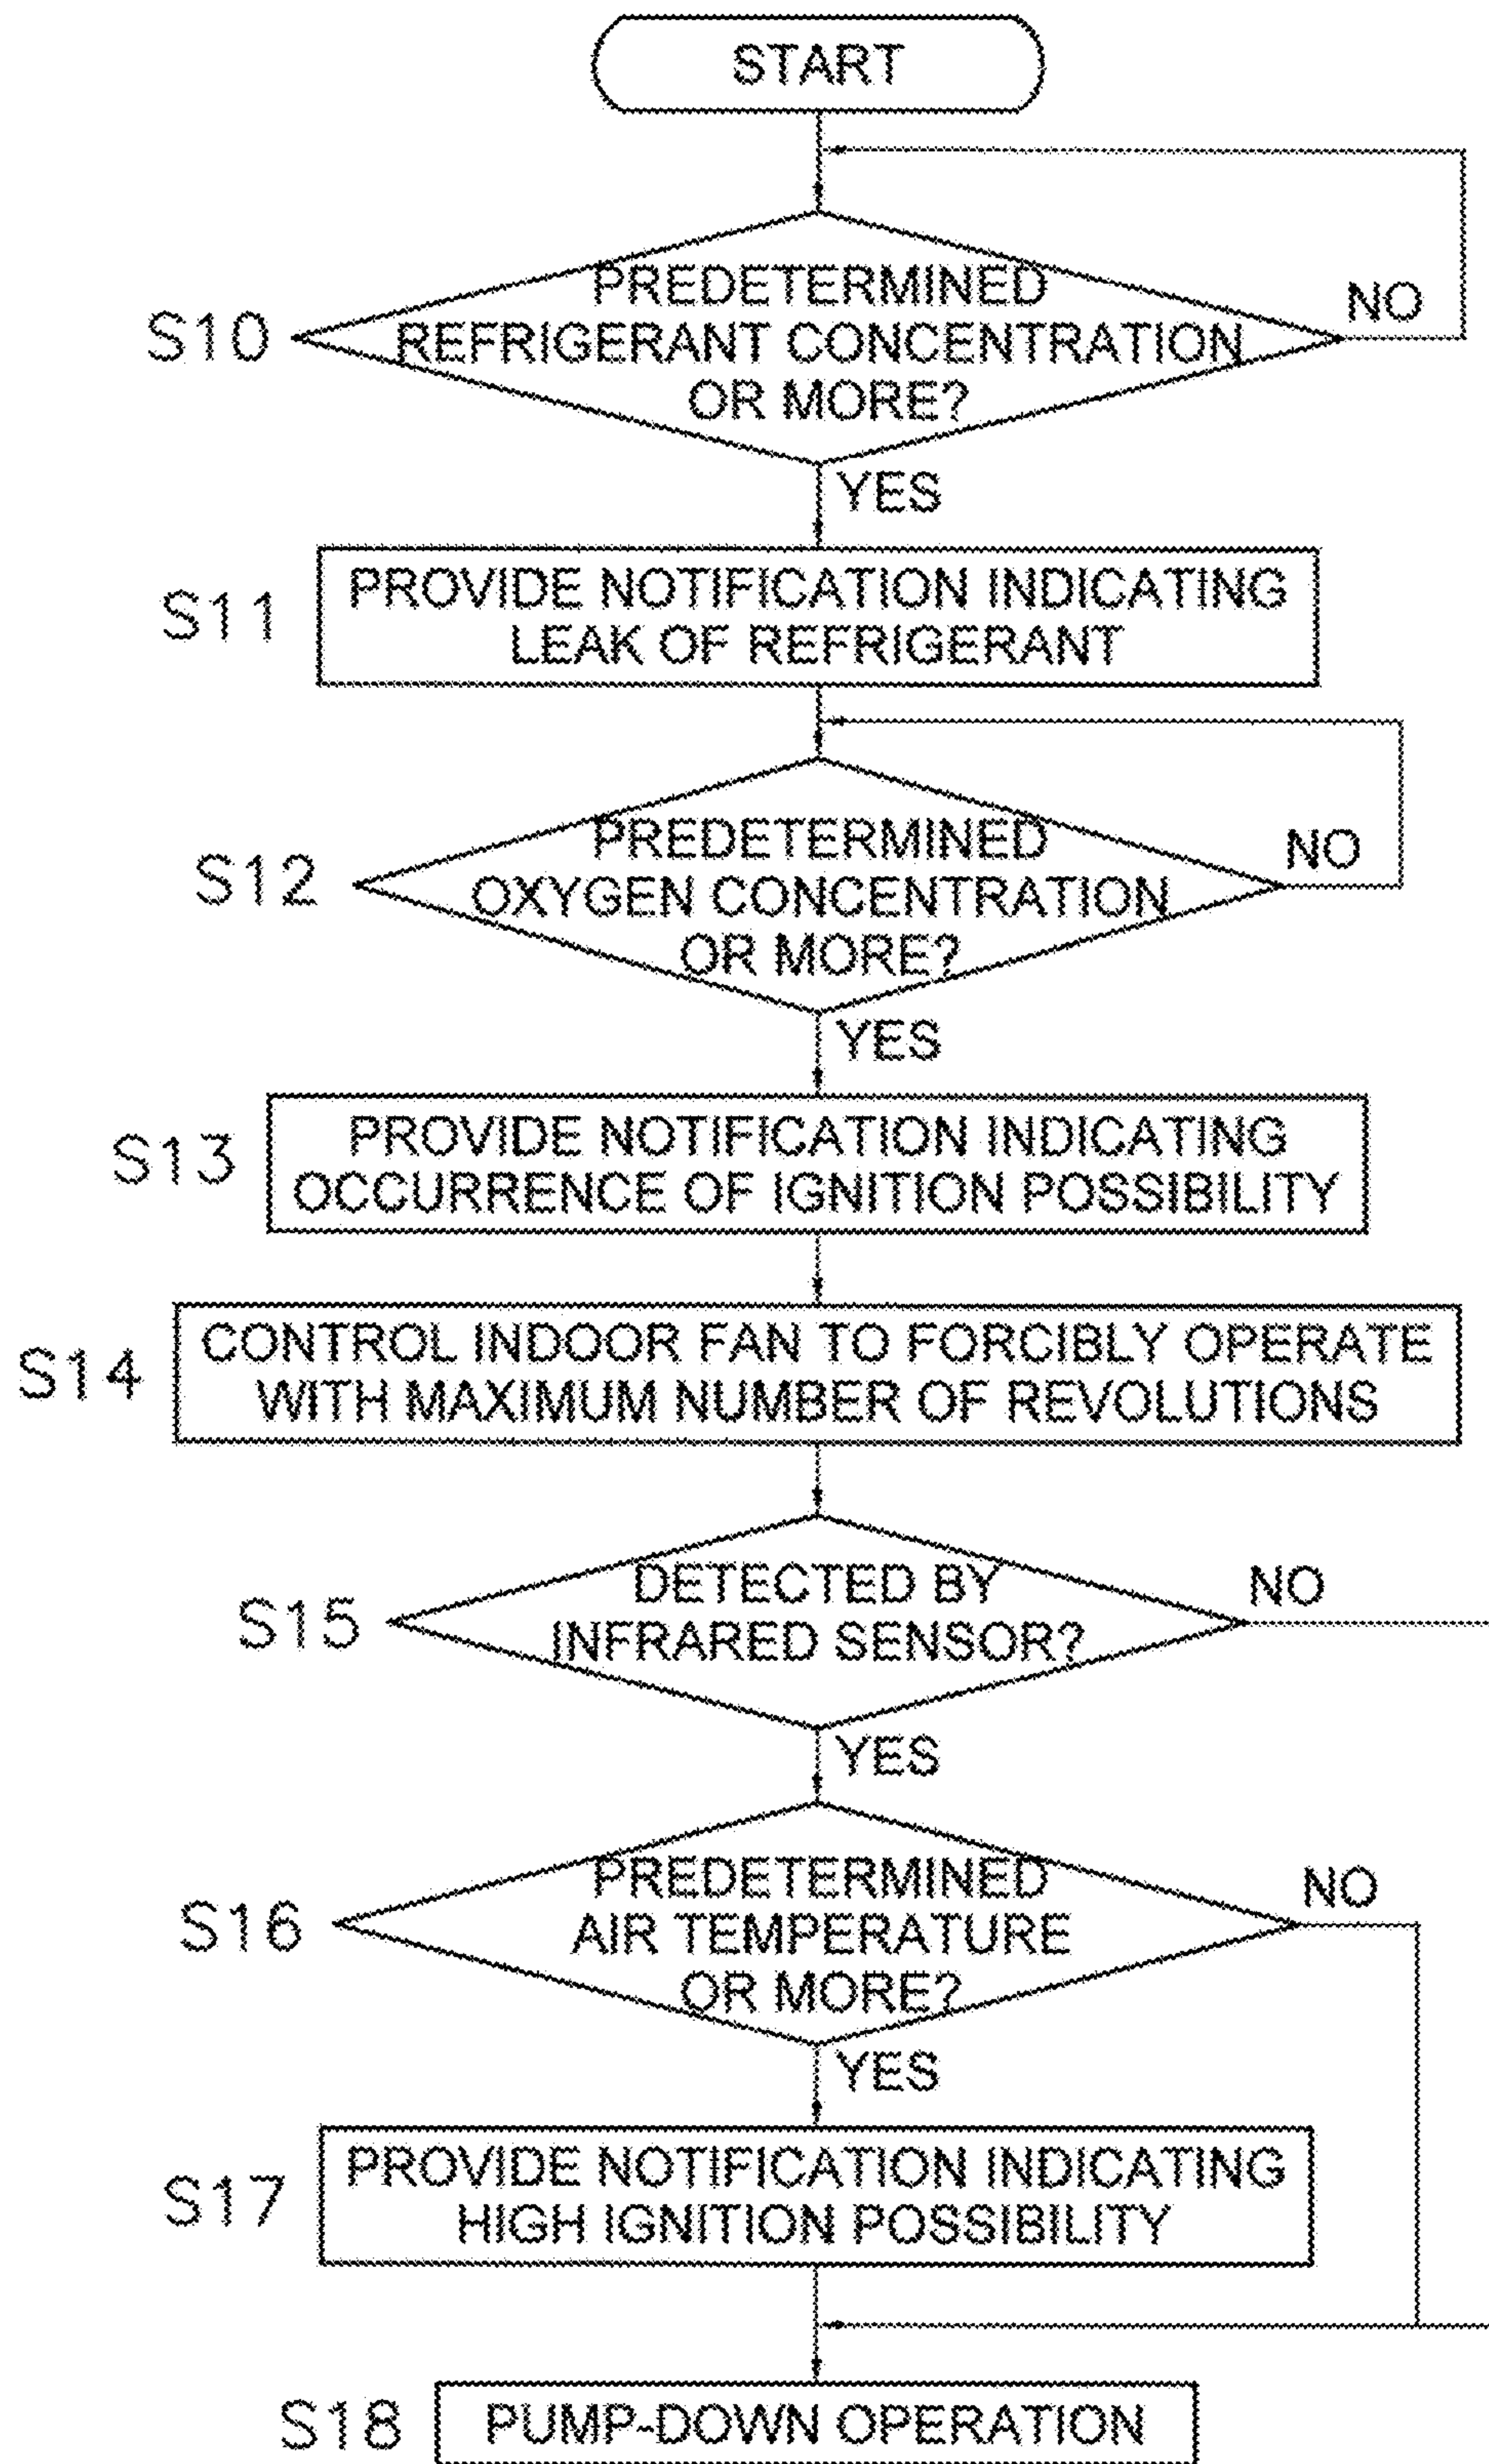 START
PREDETERMINED
REFRIGERANT CONCENTRATION
OR MORE?
S10
NO
YES
S11
PROVIDE NOTIFICATION INDICATING
LEAK OF REFRIGERANT
PREDETERMINED
OXYGEN CONCENTRATION
OR MORE?
S12
NO
YES
S13
PROVIDE NOTIFICATION INDICATING
OCCURRENCE OF IGNITION POSSIBILITY
S14
CONTROL INDOOR FAN TO FORCIBLY OPERATE
WITH MAXIMUM NUMBER OF REVOLUTIONS
S15
DETECTED BY
INFRARED SENSOR?
NO
YES
S16
PREDETERMINED
AIR TEMPERATURE
OR MORE?
NO
YES
S17
PROVIDE NOTIFICATION INDICATING
HIGH IGNITION POSSIBILITY
S18
PUMP-DOWN OPERATION